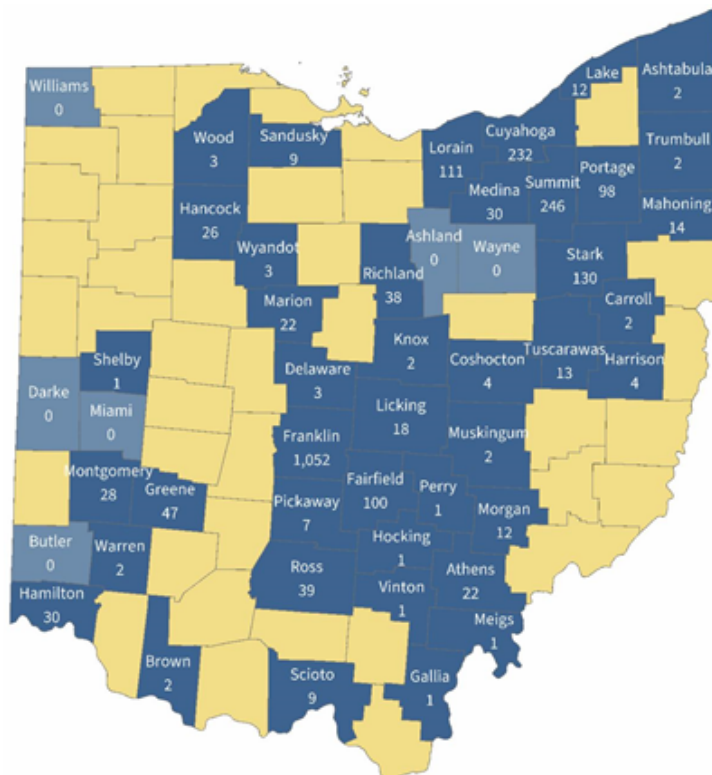 Williams
0
Lake
12
Ashtabula
2
Wood
3
Sandusky
9
Lorain
111
Cuyahoga
232
Trumbull
2
Medina
30
Summit
246
Portage
98
Mahoning
14
Hancock
26
Wyandot
3
Richland
38
Ashland
0
Wayne
0
Stark
130
Marion
22
Carroll
2
Shelby
1
Delaware
3
Knox
2
Coshocton
4
Tuscarawas
13
Harrison
4
Darke
0
Miami
0
Licking
18
Franklin
1,052
Muskingum
2
Montgomery
28
Greene
47
Pickaway
7
Fairfield
100
Perry
1
Morgan
12
Butler
0
Warren
2
Hocking
1
Ross
39
Athens
22
Hamilton
30
Vinton
1
Meigs
1
Brown
2
Scioto
9
Gallia
1